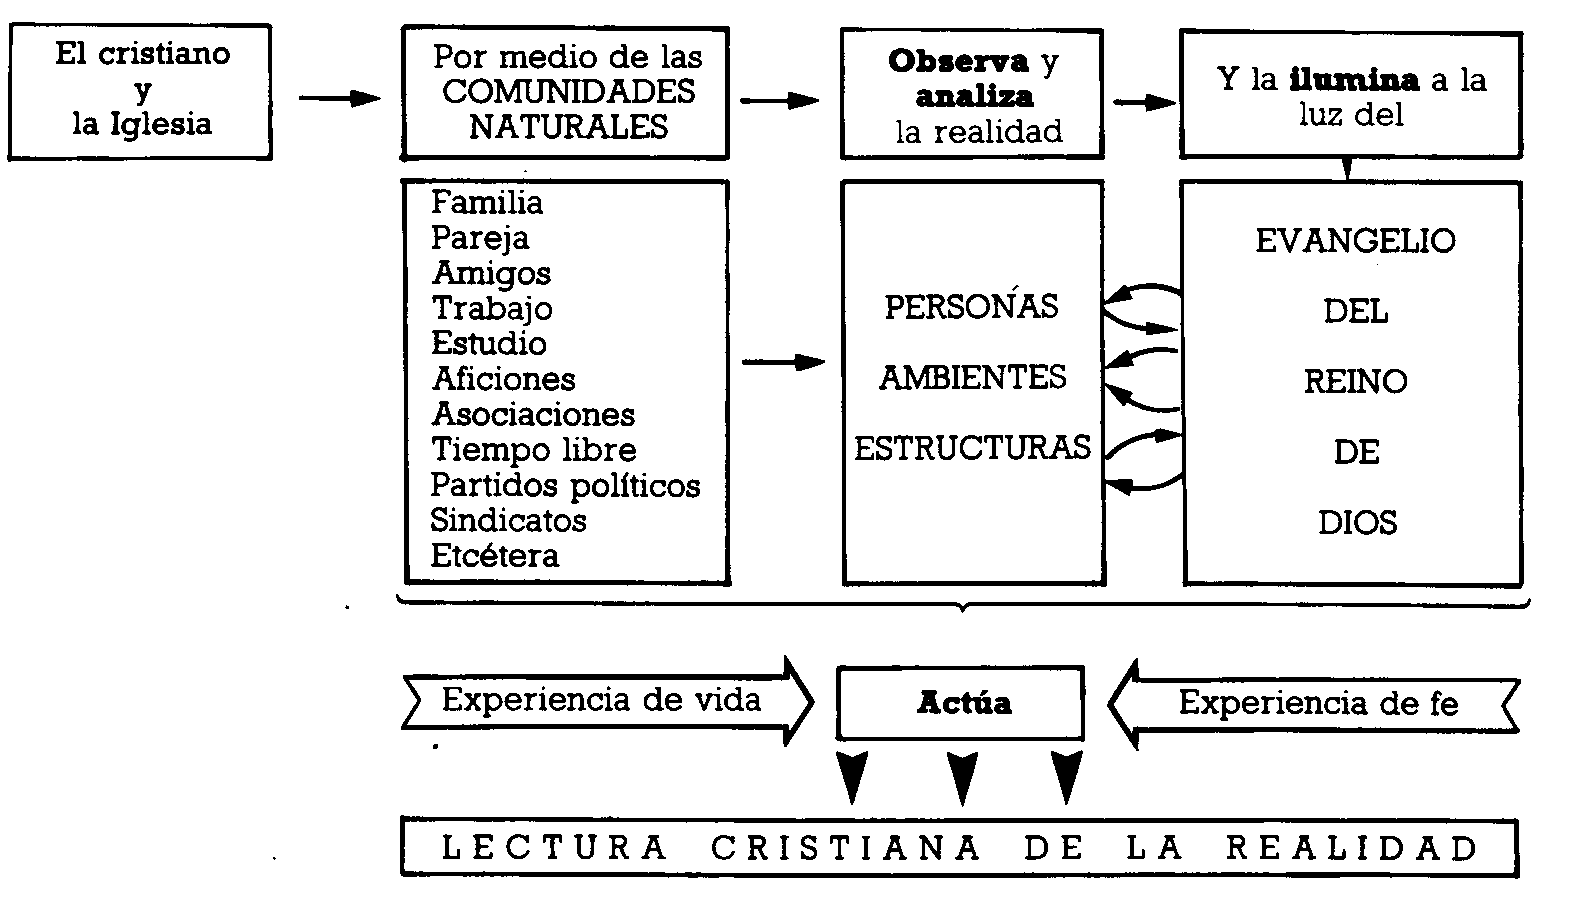 El cristiano
y
la Iglesia
Por medio de las
COMUNIDADES
NATURALES
Observa y
analiza
la realidad
Y la ilumina a la
luz del
Familia
Pareja
Amigos
Trabajo
Estudio
Aficiones
Asociaciones
Tiempo libre
Partidos políticos
Sindicatos
Etcétera
PERSONAS
AMBIENTES
ESTRUCTURAS
EVANGELIO
DEL
REINO
DE
DIOS
Experiencia de vida
Actúa
Experiencia de fe
LECTURA CRISTIANA DE LA REALIDAD